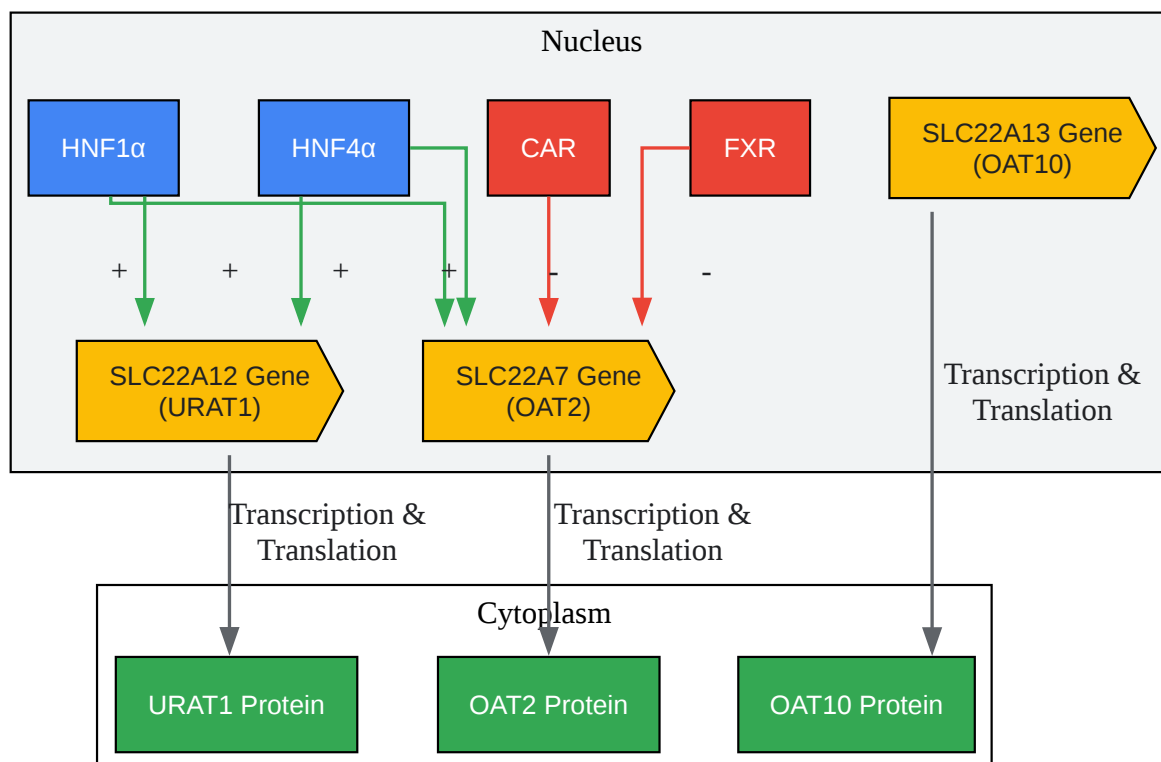 Nucleus
HNF1α
HNF4α
CAR
FXR
SLC22A13 Gene
(OAT10)
+
+
+
+
-
-
SLC22A12 Gene
(URAT1)
SLC22A7 Gene
(OAT2)
Transcription &
Translation
Transcription &
Translation
Transcription &
Translation
Cytoplasm
URAT1 Protein
OAT2 Protein
OAT10 Protein